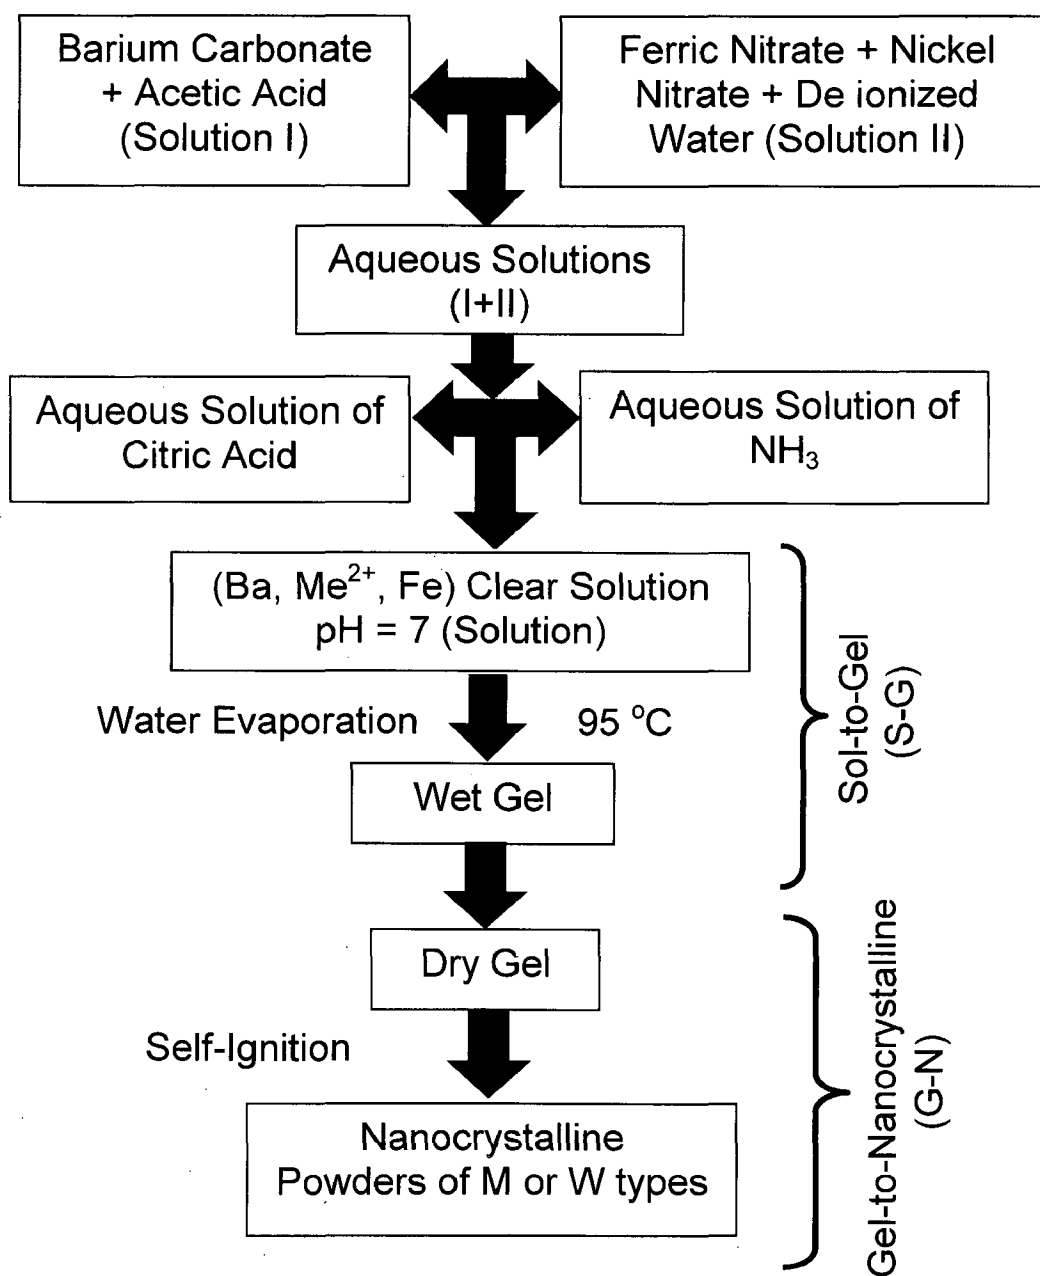 Barium Carbonate
+ Acetic Acid
(Solution I)
Ferric Nitrate + Nickel
Nitrate + De ionized
Water (Solution II)
Aqueous Solutions
(I+II)
Aqueous Solution of
Citric Acid
Aqueous Solution of
NH₃
(Ba, Me²⁺, Fe) Clear Solution
pH = 7 (Solution)
Water Evaporation
95 °C
Wet Gel
Sol-to-Gel
(S-G)
Dry Gel
Self-Ignition
Nanocrystalline
Powders of M or W types
Gel-to-Nanocrystalline
(G-N)